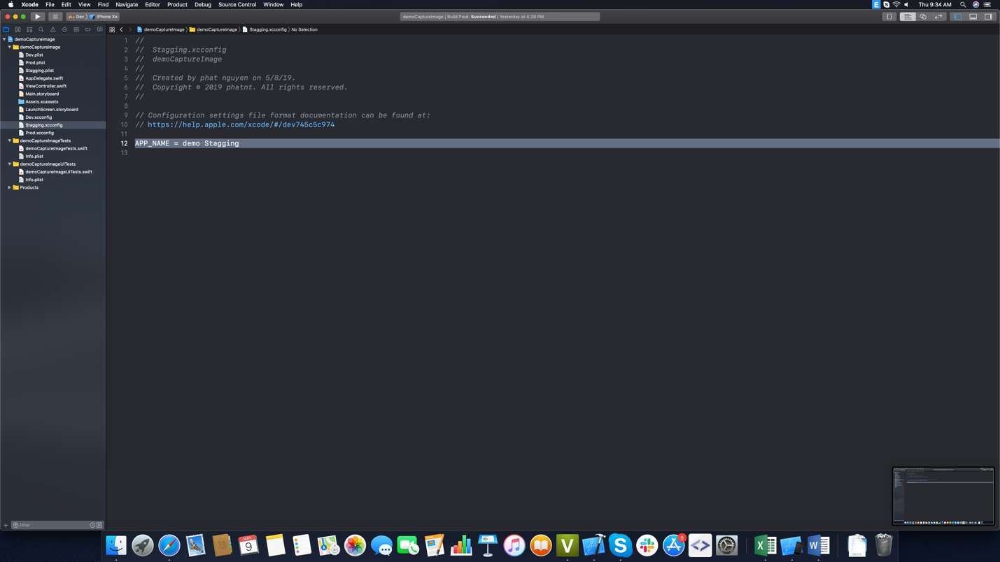 Xcode File Edit View Find Navigate Editor Product Debug Source Control Window Help
E S Thu 9:34 AM
Dev iPhone Xʀ
demoCaptureImage | Build Prod: Succeeded | Yesterday at 4:39 PM
{ }
demoCaptureImage demoCaptureImage Stagging.xcconfig No Selection
demoCaptureImage
demoCaptureImage
Dev.plist
Prod.plist
Stagging.plist
AppDelegate.swift
ViewController.swift
Main.storyboard
Assets.xcassets
LaunchScreen.storyboard
Dev.xcconfig
Stagging.xcconfig
Prod.xcconfig
demoCaptureImageTests
demoCaptureImageTests.swift
Info.plist
demoCaptureImageUITests
demoCaptureImageUITests.swift
Info.plist
Products
1 //
2 //  Stagging.xcconfig
3 //  demoCaptureImage
4 //
5 //  Created by phat nguyen on 5/8/19.
6 //  Copyright © 2019 phatnt. All rights reserved.
7 //
8
9 // Configuration settings file format documentation can be found at:
10 // https://help.apple.com/xcode/#/dev745c5c974
11
12 APP_NAME = demo Stagging
13
Filter
MAY
9
V
S
5
X
W
DOCX